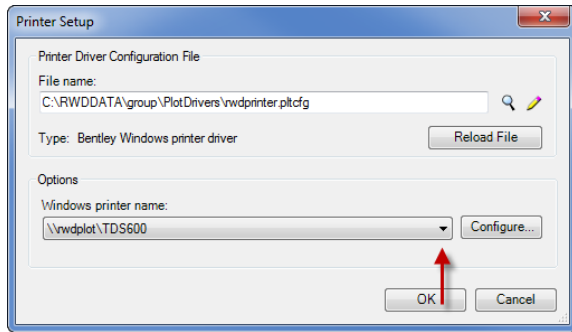 Printer Setup
Printer Driver Configuration File
File name:
C:\RWDDATA\group\PlotDrivers\rwdprinter.pltcfg
Type: Bentley Windows printer driver
Reload File
Options
Windows printer name:
\\rwdplot\TDS600
Configure...
OK
Cancel